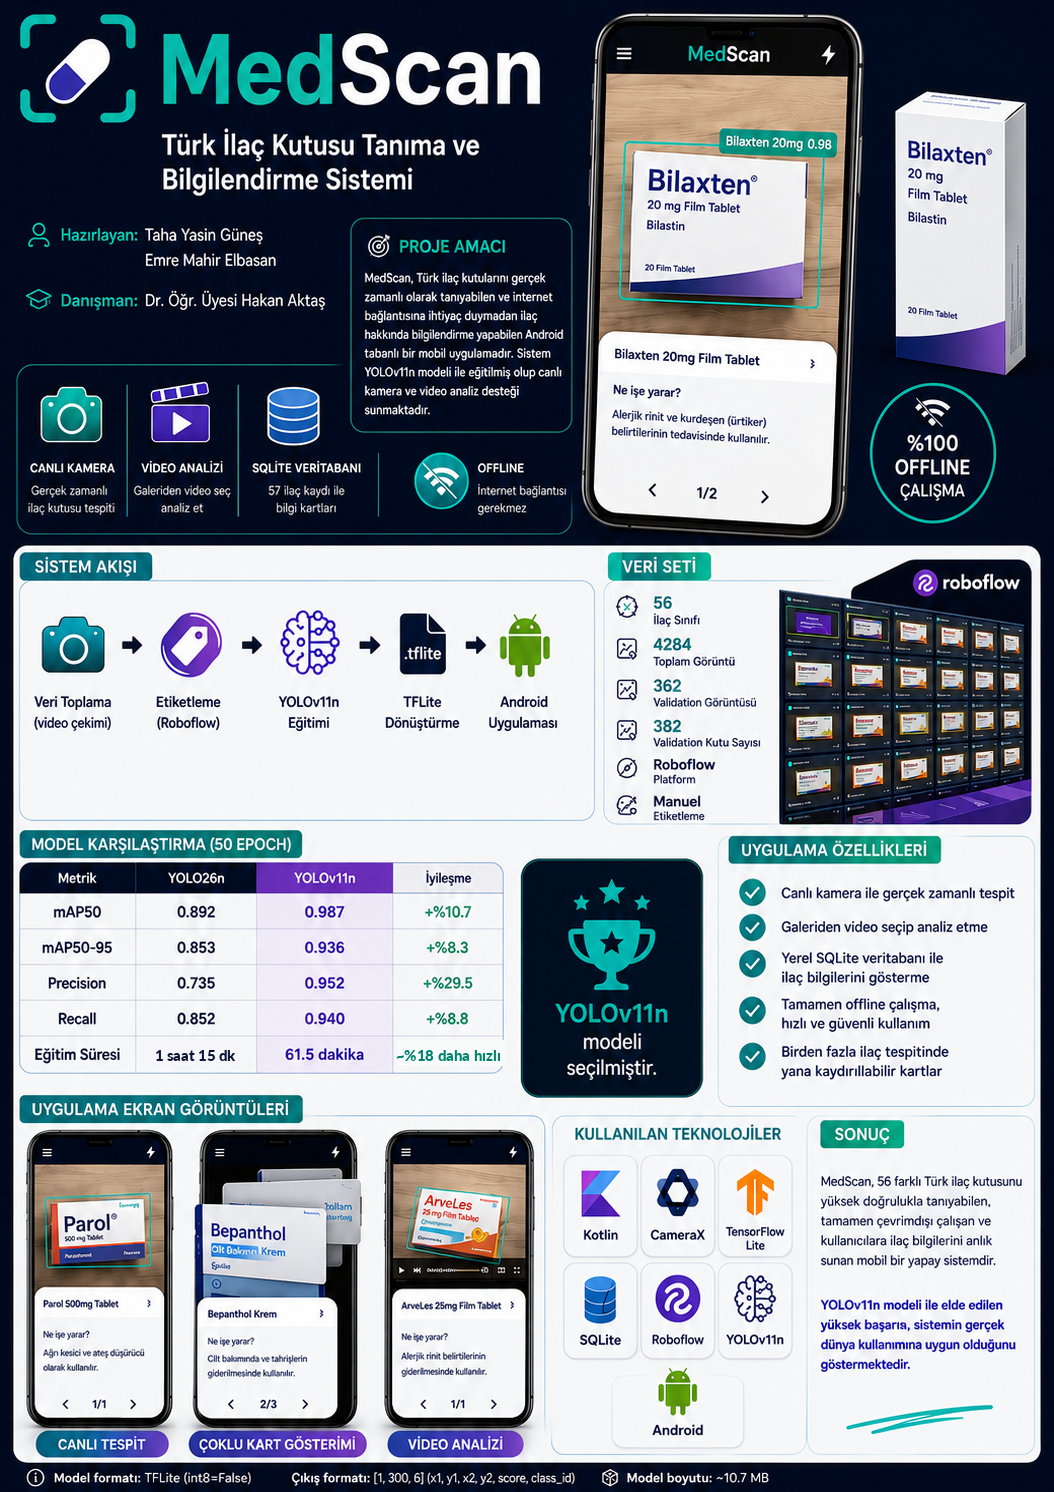 MedScan
Türk İlaç Kutusu Tanıma ve
Bilgilendirme Sistemi
Hazırlayan: Taha Yasin Güneş
Emre Mahir Elbasan
Danışman: Dr. Öğr. Üyesi Hakan Aktaş
PROJE AMACI
MedScan, Türk ilaç kutularını gerçek
zamanlı olarak tanıyabilen ve internet
bağlantısına ihtiyaç duymadan ilaç
hakkında bilgilendirme yapabilen Android
tabanlı bir mobil uygulamadır. Sistem
YOLOv11n modeli ile eğitilmiş olup canlı
kamera ve video analiz desteği
sunmaktadır.
CANLI KAMERA
Gerçek zamanlı
ilaç kutusu tespiti
VİDEO ANALİZİ
Galeriden video seç
analiz et
SQLİTE VERİTABANI
57 ilaç kaydı ile
bilgi kartları
OFFLINE
İnternet bağlantısı
gerekmez
MedScan
Bilaxten 20mg 0.98
Bilaxten®
20 mg Film Tablet
Bilastin
20 Film Tablet
Bilaxten 20mg Film Tablet
Ne işe yarar?
Alerjik rinit ve kurdeşen (ürtiker)
belirtilerinin tedavisinde kullanılır.
1/2
Bilaxten®
20 mg
Film Tablet
Bilastin
20 Film Tablet
%100
OFFLINE
ÇALIŞMA
SİSTEM AKIŞI
Veri Toplama
(video çekimi)
Etiketleme
(Roboflow)
YOLOv11n
Eğitimi
.tflite
TFLite
Dönüştürme
Android
Uygulaması
VERİ SETİ
56
İlaç Sınıfı
4284
Toplam Görüntü
362
Validation Görüntüsü
382
Validation Kutu Sayısı
Roboflow
Platform
Manuel
Etiketleme
roboflow
MODEL KARŞILAŞTIRMA (50 EPOCH)
Metrik YOLO26n YOLOv11n İyileşme
mAP50 0.892 0.987 +%10.7
mAP50-95 0.853 0.936 +%8.3
Precision 0.735 0.952 +%29.5
Recall 0.852 0.940 +%8.8
Eğitim Süresi 1 saat 15 dk 61.5 dakika ~%18 daha hızlı
YOLOv11n
modeli
seçilmiştir.
UYGULAMA ÖZELLİKLERİ
Canlı kamera ile gerçek zamanlı tespit
Galeriden video seçip analiz etme
Yerel SQLite veritabanı ile
ilaç bilgilerini gösterme
Tamamen offline çalışma,
hızlı ve güvenli kullanım
Birden fazla ilaç tespitinde
yana kaydırıllabilir kartlar
UYGULAMA EKRAN GÖRÜNTÜLERİ
Parol®
500 mg Tablet
Parol 500mg Tablet
Ne işe yarar?
Ağrı kesici ve ateş düşürücü
olarak kullanılır.
1/1
CANLI TESPİT
Bepanthol
Krem
Bepanthol Krem
Ne işe yarar?
Cilt bakımında ve tahrişlerin
giderilmesinde kullanılır.
2/3
ÇOKLU KART GÖSTERİMİ
ArveLes
25 mg Film Tablet
ArveLes 25mg Film Tablet
Ne işe yarar?
Alerjik rinit belirtilerinin
giderilmesinde kullanılır.
1/1
VİDEO ANALİZİ
KULLANILAN TEKNOLOJİLER
Kotlin
CameraX
TensorFlow
Lite
SQLite
Roboflow
YOLOv11n
Android
SONUÇ
MedScan, 56 farklı Türk ilaç kutusunu
yüksek doğrulukla tanıyabilen,
tamamen çevrimdışı çalışan ve
kullanıcılara ilaç bilgilerini anlık
sunan mobil bir yapay sistemdir.
YOLOv11n modeli ile elde edilen
yüksek başarıs, sistemin gerçek
dünya kullanımına uygun olduğunu
göstermektedir.
Model formatı: TFLite (int8=False)
Çıkış formatı: [1, 300, 6] (x1, y1, x2, y2, score, class_id)
Model boyutu: ~10.7 MB